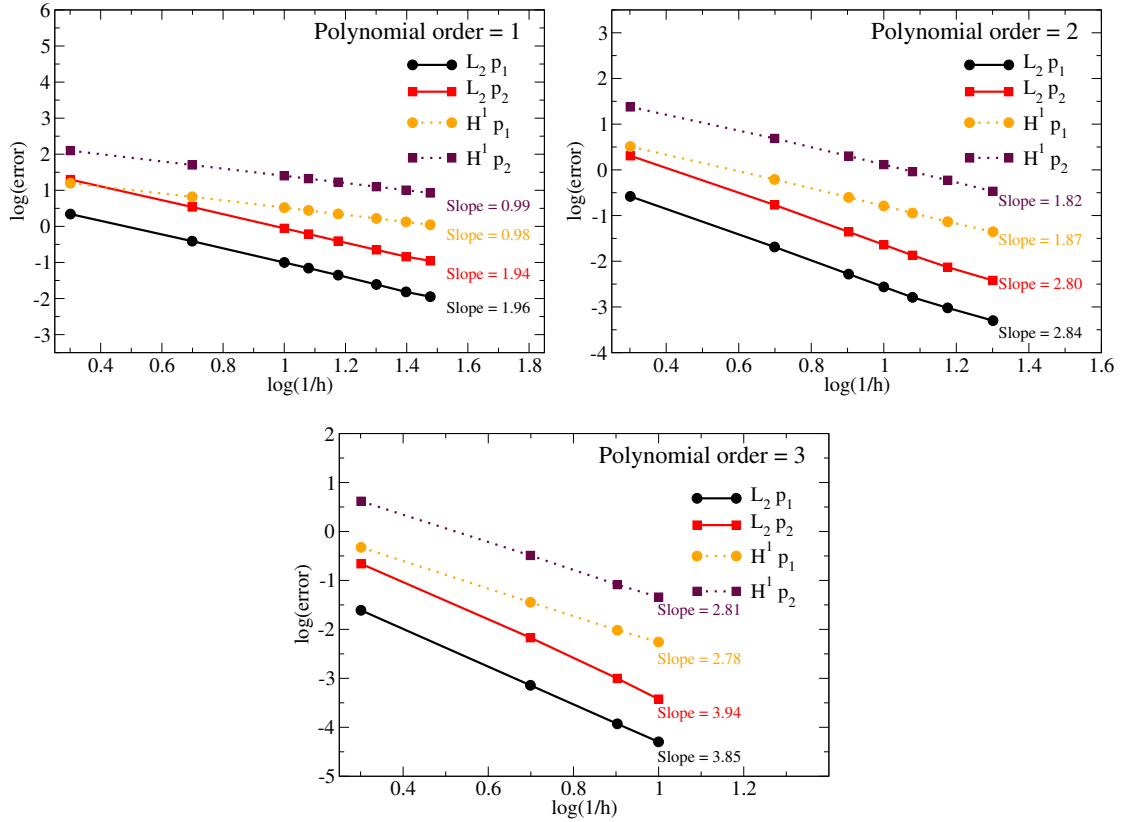 Polynomial order = 1
L2 p1
L2 p2
H1 p1
H1 p2
Slope = 0.99
Slope = 0.98
Slope = 1.94
Slope = 1.96
6
5
4
3
2
1
0
-1
-2
-3
log(error)
0.4 0.6 0.8 1 1.2 1.4 1.6 1.8
log(1/h)
Polynomial order = 2
L2 p1
L2 p2
H1 p1
H1 p2
Slope = 1.82
Slope = 1.87
Slope = 2.80
Slope = 2.84
3
2
1
0
-1
-2
-3
-4
log(error)
0.4 0.6 0.8 1 1.2 1.4 1.6
log(1/h)
Polynomial order = 3
L2 p1
L2 p2
H1 p1
H1 p2
Slope = 2.81
Slope = 2.78
Slope = 3.94
Slope = 3.85
2
1
0
-1
-2
-3
-4
-5
log(error)
0.4 0.6 0.8 1 1.2
log(1/h)